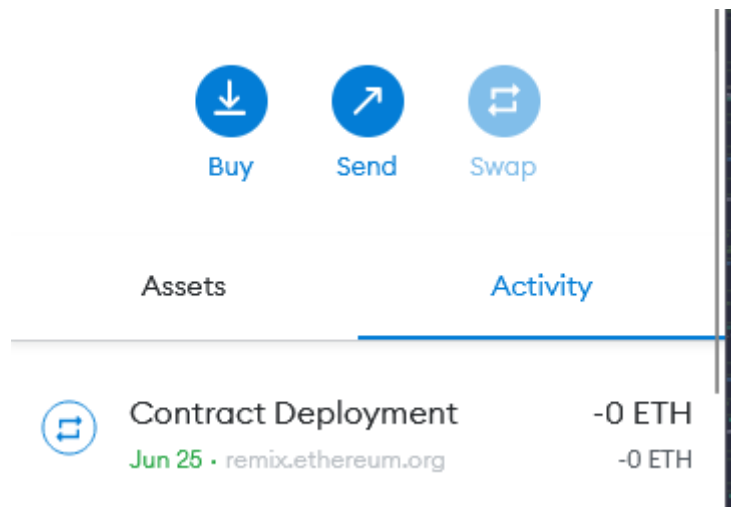 Buy Send Swap
Assets Activity
Contract Deployment -0 ETH
Jun 25 · remix.ethereum.org -0 ETH